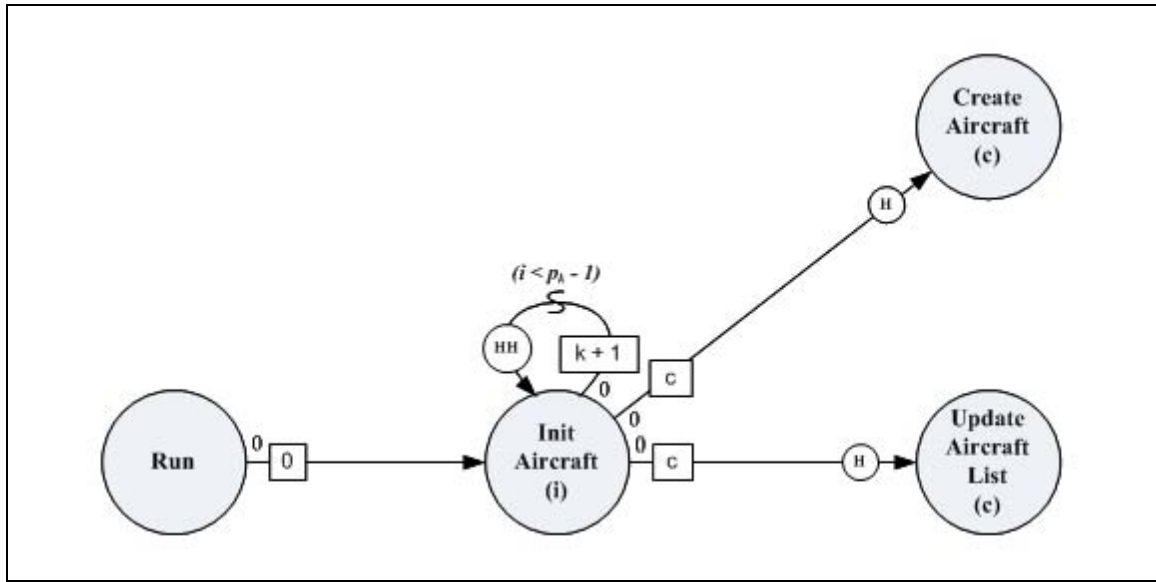 Create
Aircraft
(c)
H
(i < pₖ - 1)
HH
k + 1
0
c
0
Run
0
0
Init
Aircraft
(i)
0
c
H
Update
Aircraft
List
(c)